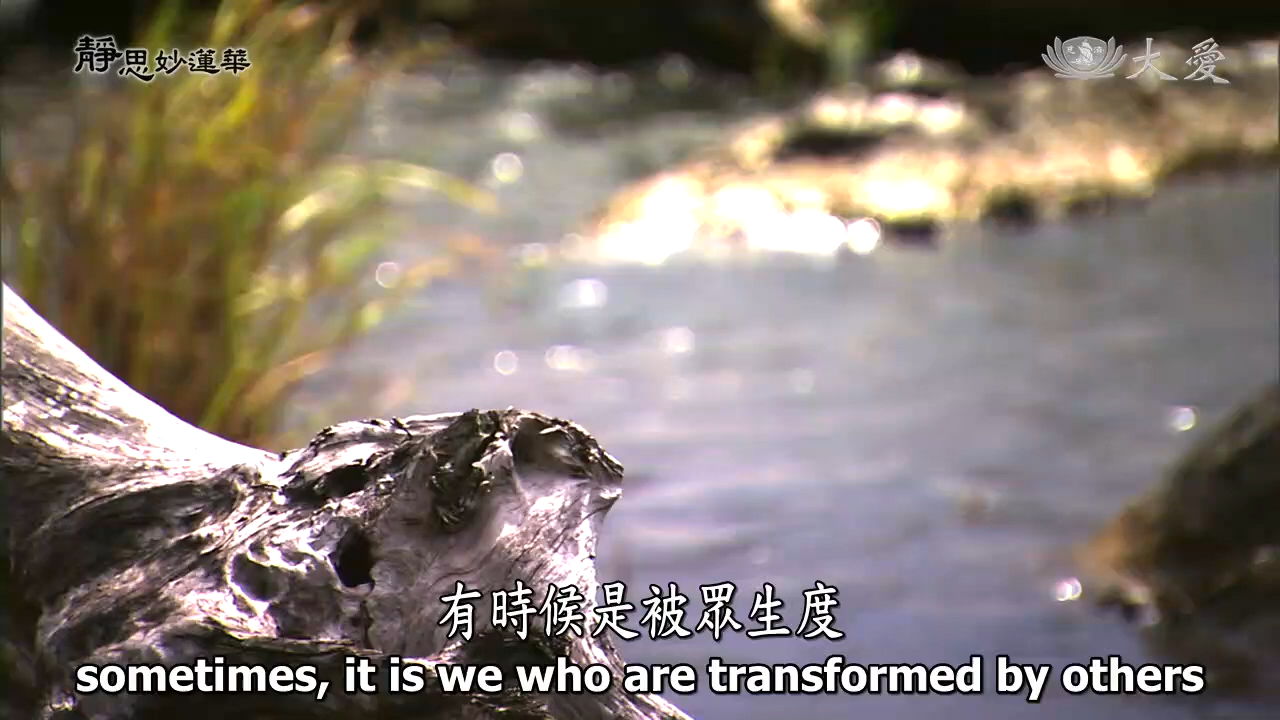 靜思妙蓮華
大愛
有時候是被眾生度
sometimes, it is we who are transformed by others